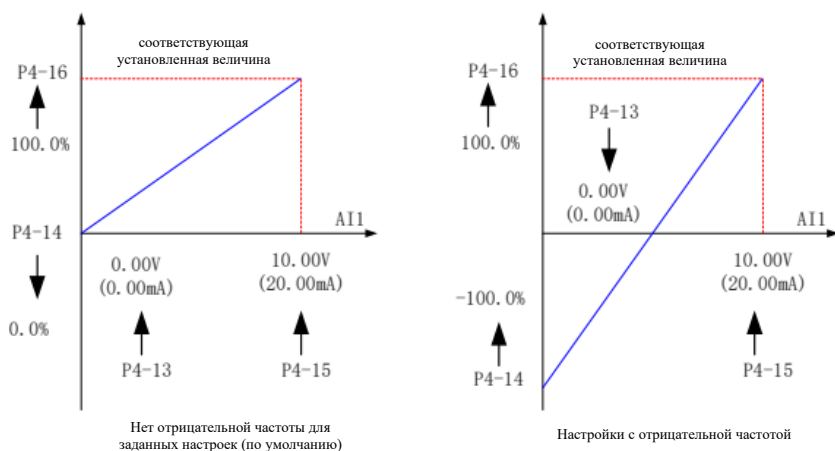 соответствующая
установленная величина
P4-16
100.0%
P4-14
AI1
0.00V
(0.00mA)
10.00V
(20.00mA)
0.0%
P4-13
P4-15
Нет отрицательной частоты для
заданных настроек (по умолчанию)
соответствующая
установленная величина
P4-16
P4-13
100.0%
0.00V
(0.00mA)
AI1
10.00V
(20.00mA)
-100.0%
P4-14
P4-15
Настройки с отрицательной частотой